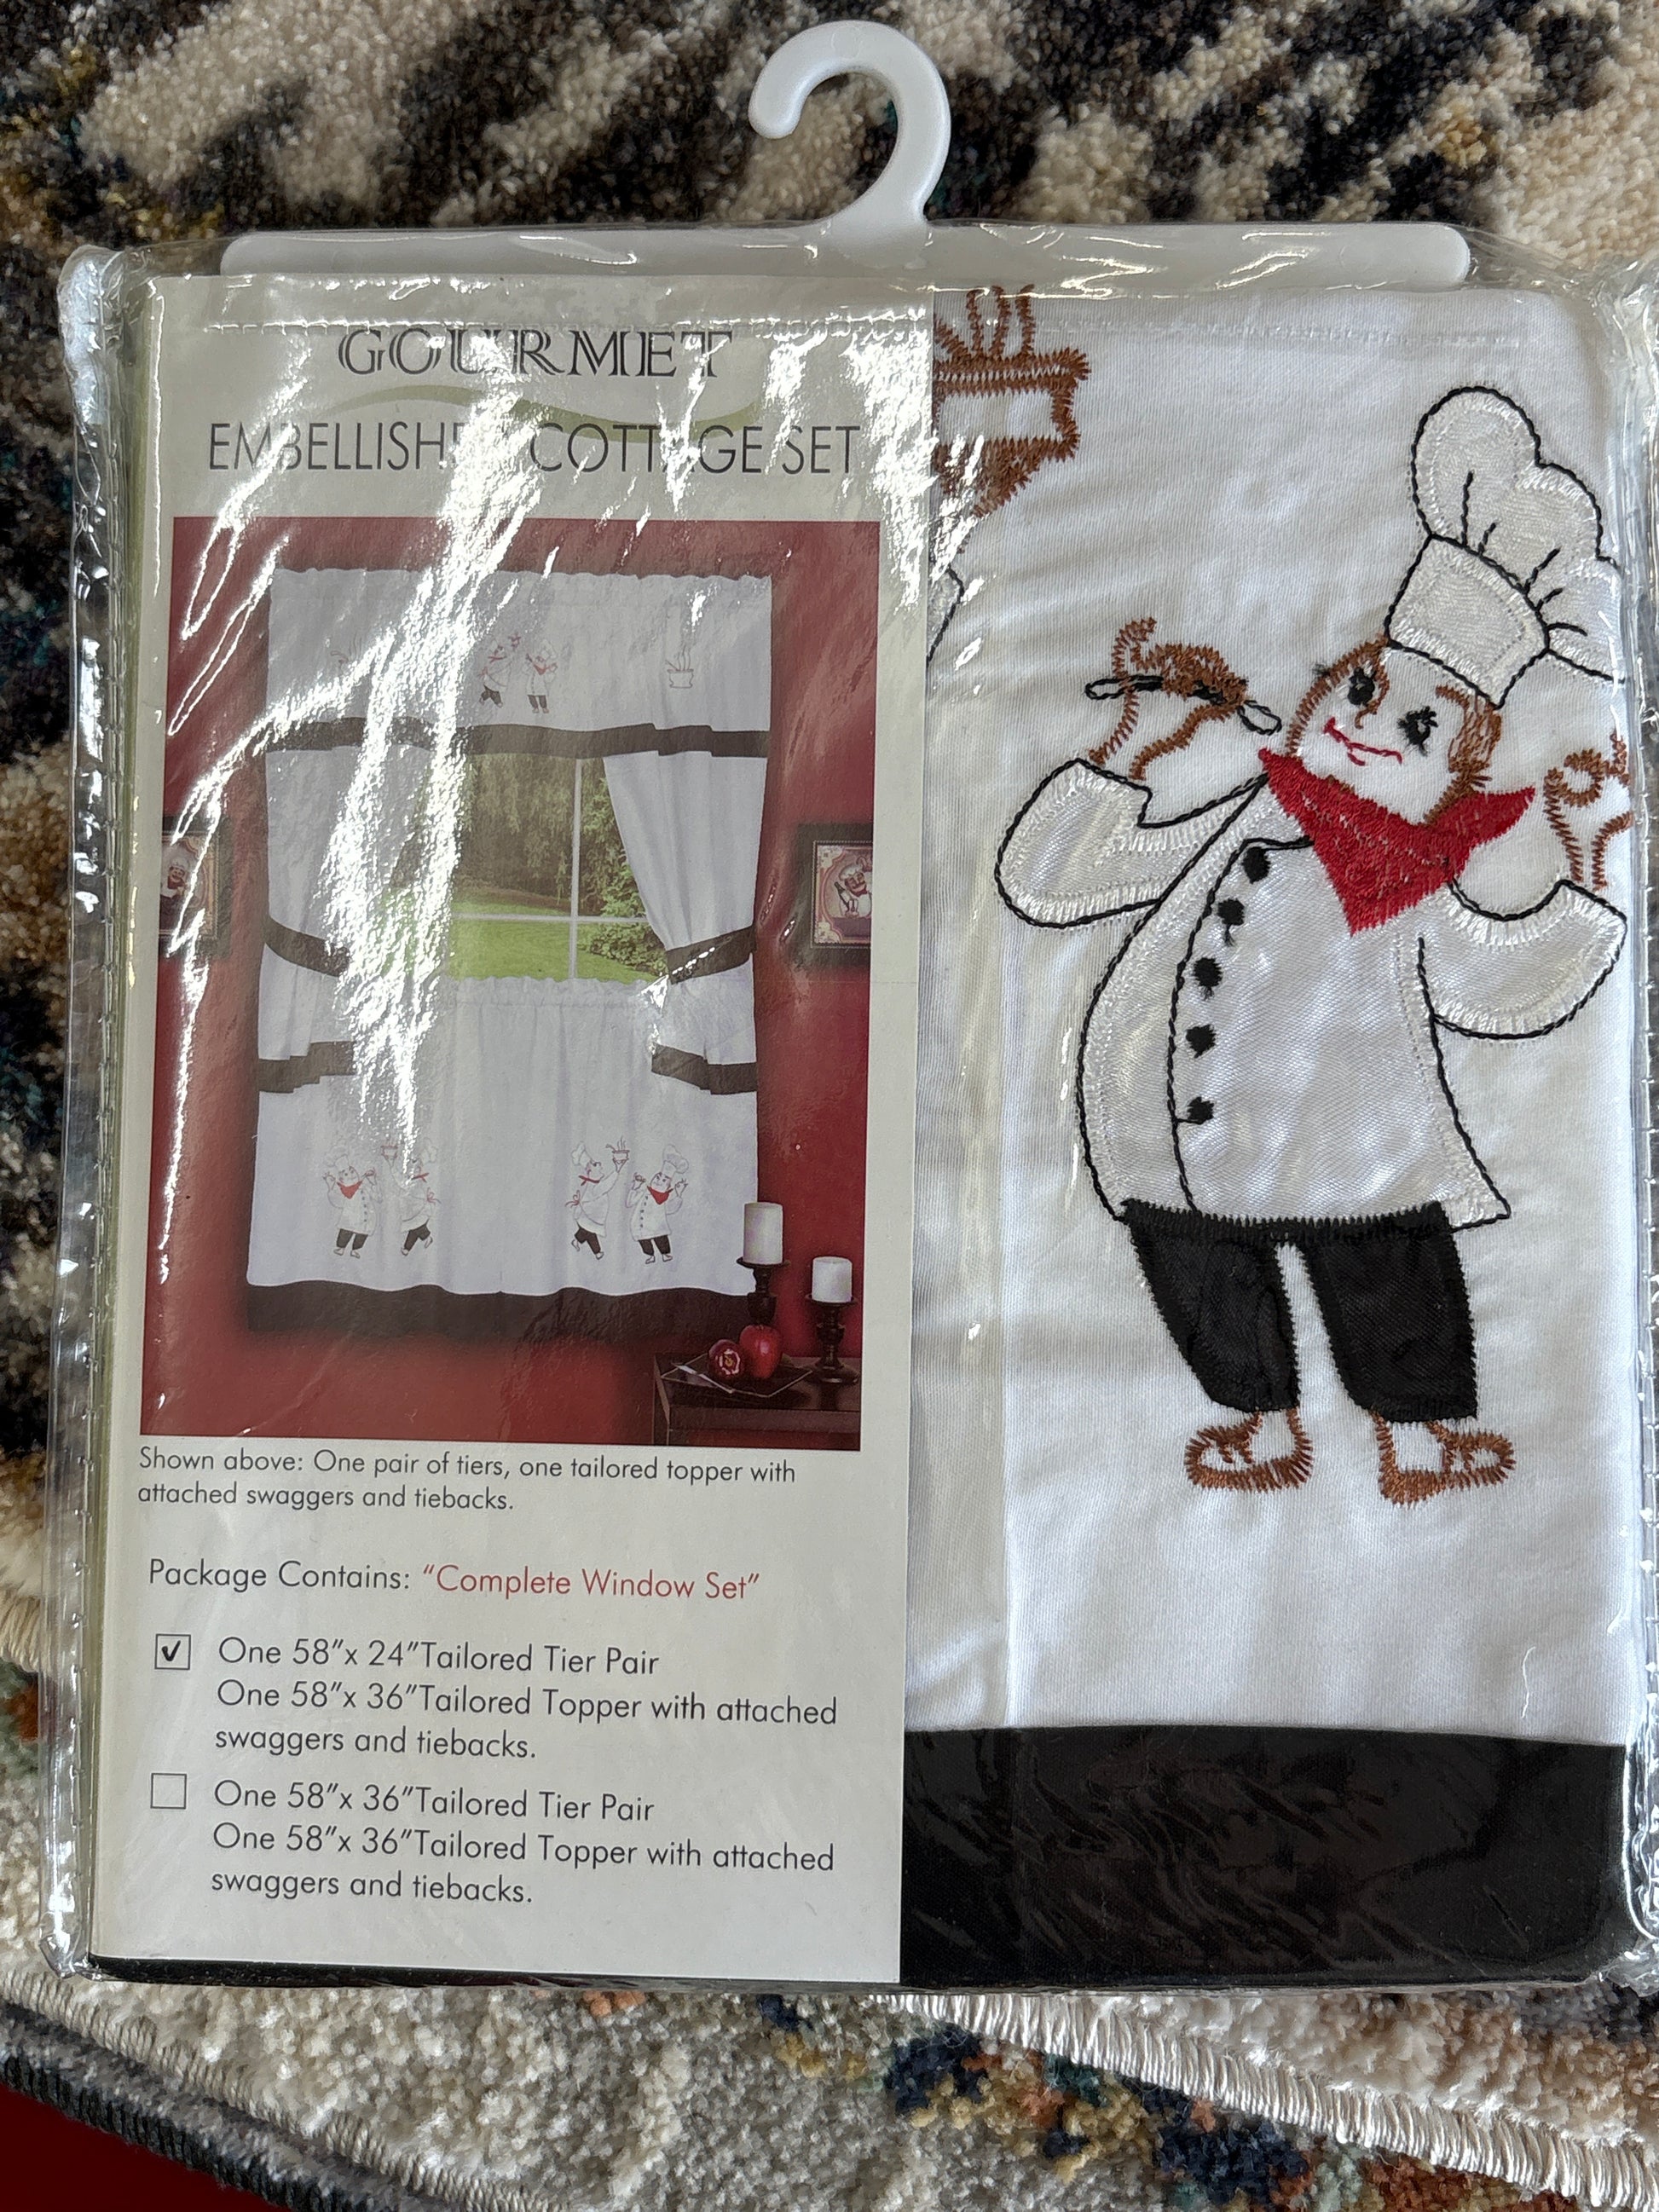 GOURMET
EMBELLISHED COTTAGE SET
Shown above: One pair of tiers, one tailored topper with
attached swaggers and tiebacks.
Package Contains: “Complete Window Set”
One 58"x 24"Tailored Tier Pair
One 58"x 36"Tailored Topper with attached
swaggers and tiebacks.
One 58"x 36"Tailored Tier Pair
One 58"x 36"Tailored Topper with attached
swaggers and tiebacks.